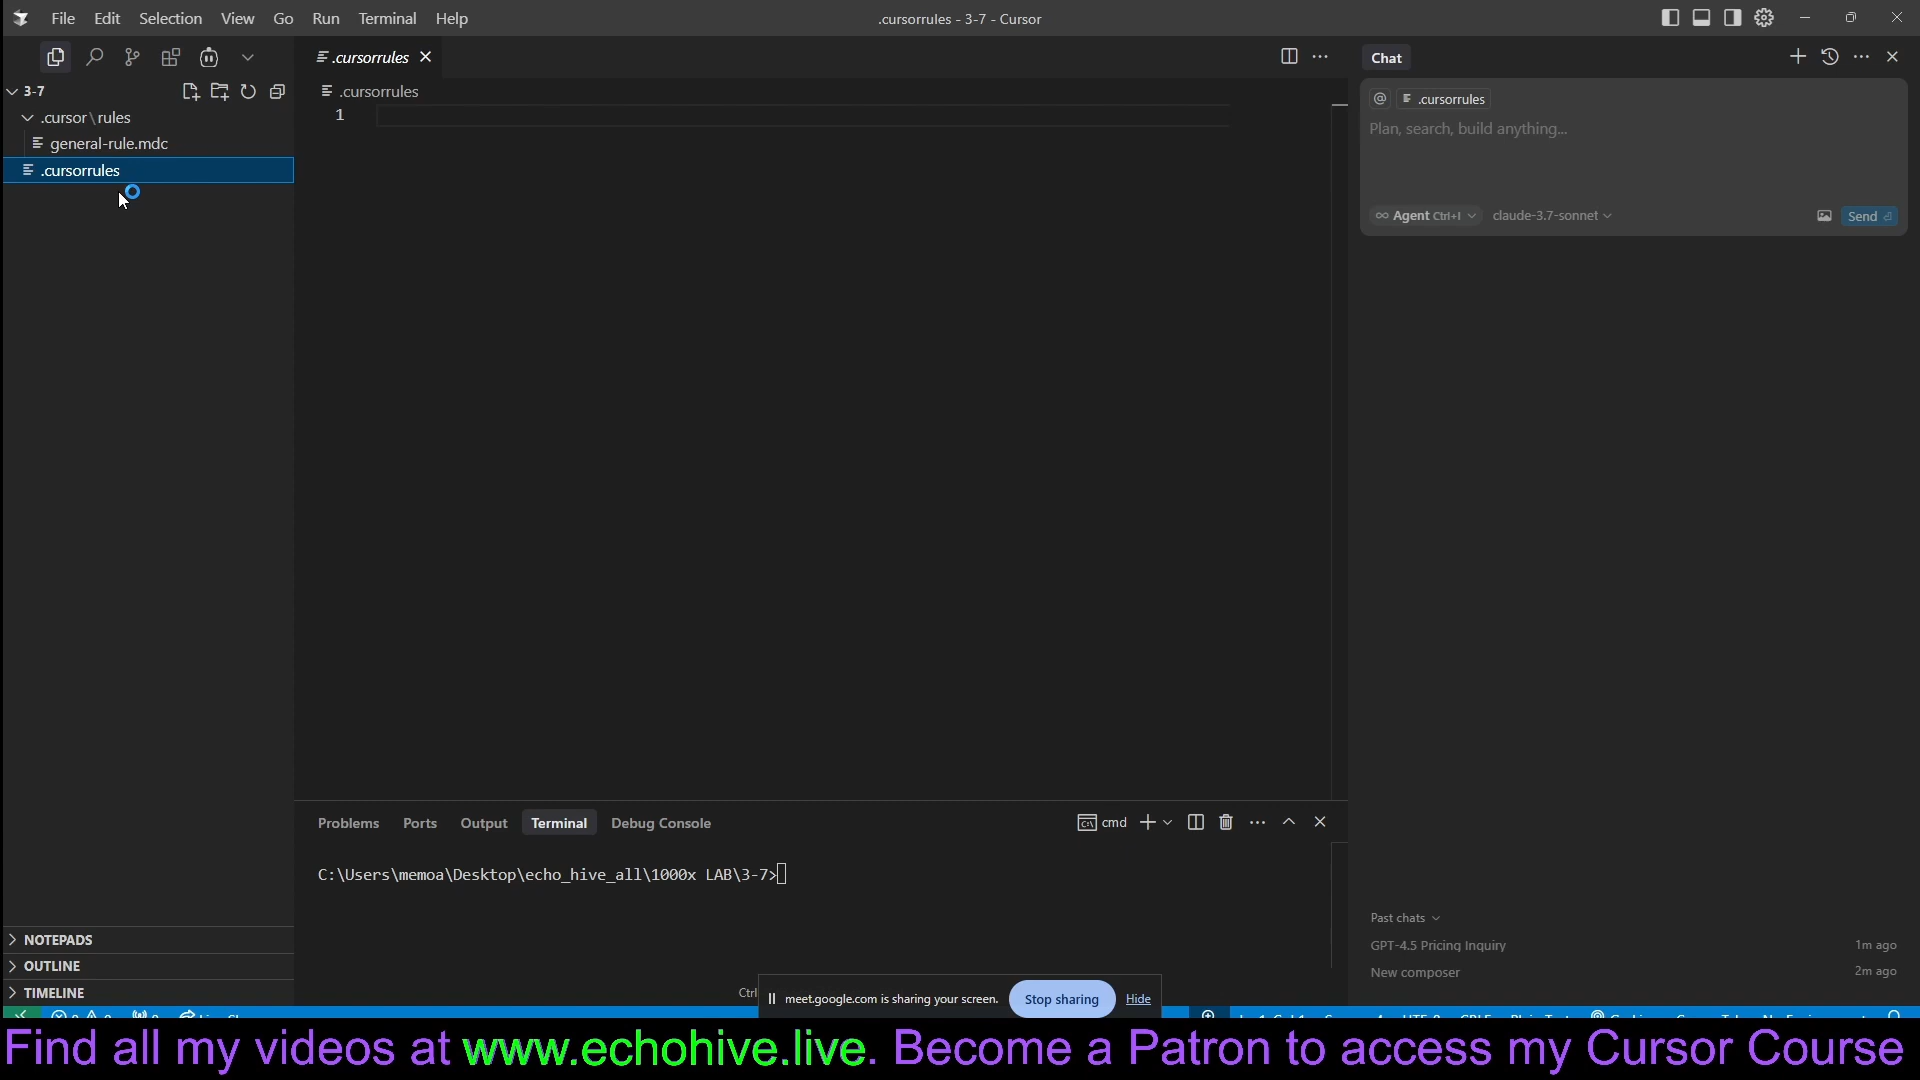 File Edit Selection View Go Run Terminal Help
.cursorrules - 3-7 - Cursor
.cursorrules
Chat
3-7
.cursorrules
.cursor\rules
general-rule.mdc
.cursorrules
1
@ .cursorrules
Plan, search, build anything...
Agent Ctrl+I
claude-3.7-sonnet
Send
Problems Ports Output Terminal Debug Console
cmd
C:\Users\memoa\Desktop\echo_hive_all\1000x LAB\3-7>
Past chats
GPT-4.5 Pricing Inquiry 1m ago
New composer 2m ago
NOTEPADS
OUTLINE
TIMELINE
Ctrl
meet.google.com is sharing your screen.
Stop sharing
Hide
Find all my videos at www.echohive.live. Become a Patron to access my Cursor Course